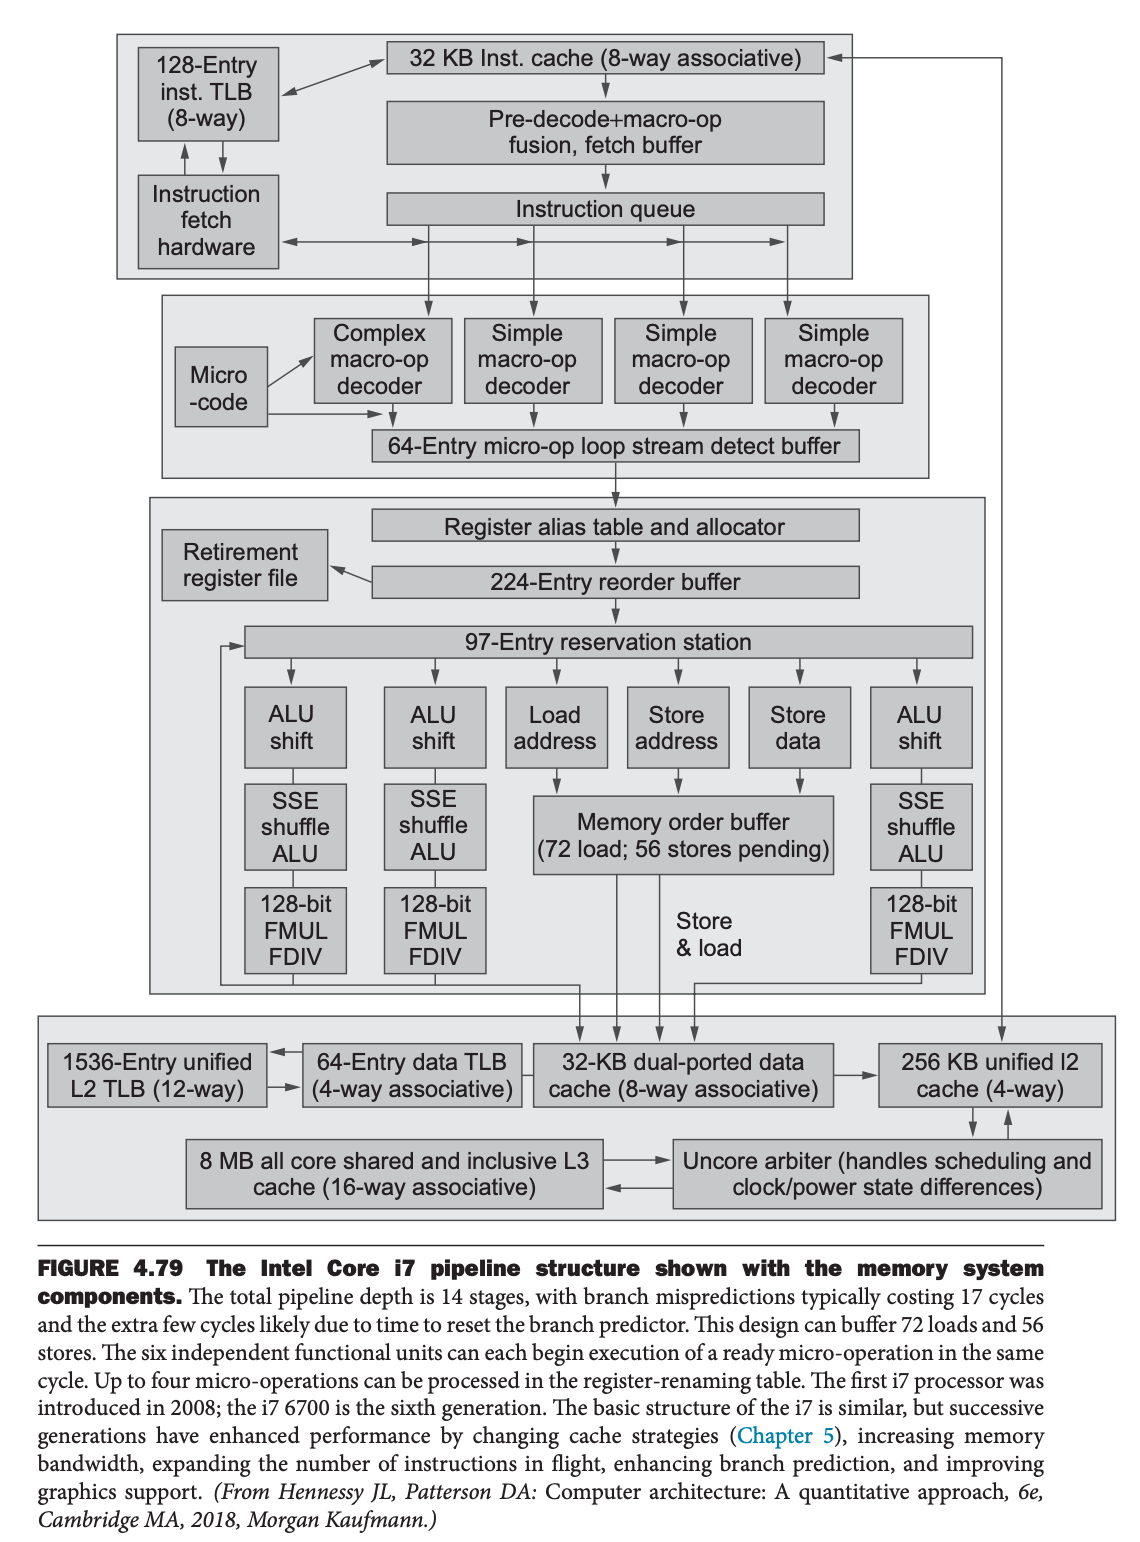 128-Entry
inst. TLB
(8-way)
32 KB Inst. cache (8-way associative)
Pre-decode+macro-op
fusion, fetch buffer
Instruction
fetch
hardware
Instruction queue
Micro
-code
Complex
macro-op
decoder
Simple
macro-op
decoder
Simple
macro-op
decoder
Simple
macro-op
decoder
64-Entry micro-op loop stream detect buffer
Register alias table and allocator
Retirement
register file
224-Entry reorder buffer
97-Entry reservation station
ALU
shift
ALU
shift
Load
address
Store
address
Store
data
ALU
shift
SSE
shuffle
ALU
SSE
shuffle
ALU
Memory order buffer
(72 load; 56 stores pending)
SSE
shuffle
ALU
128-bit
FMUL
FDIV
128-bit
FMUL
FDIV
Store
& load
128-bit
FMUL
FDIV
1536-Entry unified
L2 TLB (12-way)
64-Entry data TLB
(4-way associative)
32-KB dual-ported data
cache (8-way associative)
256 KB unified l2
cache (4-way)
8 MB all core shared and inclusive L3
cache (16-way associative)
Uncore arbiter (handles scheduling and
clock/power state differences)
FIGURE 4.79 The Intel Core i7 pipeline structure shown with the memory system
components. The total pipeline depth is 14 stages, with branch mispredictions typically costing 17 cycles
and the extra few cycles likely due to time to reset the branch predictor. This design can buffer 72 loads and 56
stores. The six independent functional units can each begin execution of a ready micro-operation in the same
cycle. Up to four micro-operations can be processed in the register-renaming table. The first i7 processor was
introduced in 2008; the i7 6700 is the sixth generation. The basic structure of the i7 is similar, but successive
generations have enhanced performance by changing cache strategies (Chapter 5), increasing memory
bandwidth, expanding the number of instructions in flight, enhancing branch prediction, and improving
graphics support. (From Hennessy JL, Patterson DA: Computer architecture: A quantitative approach, 6e,
Cambridge MA, 2018, Morgan Kaufmann.)